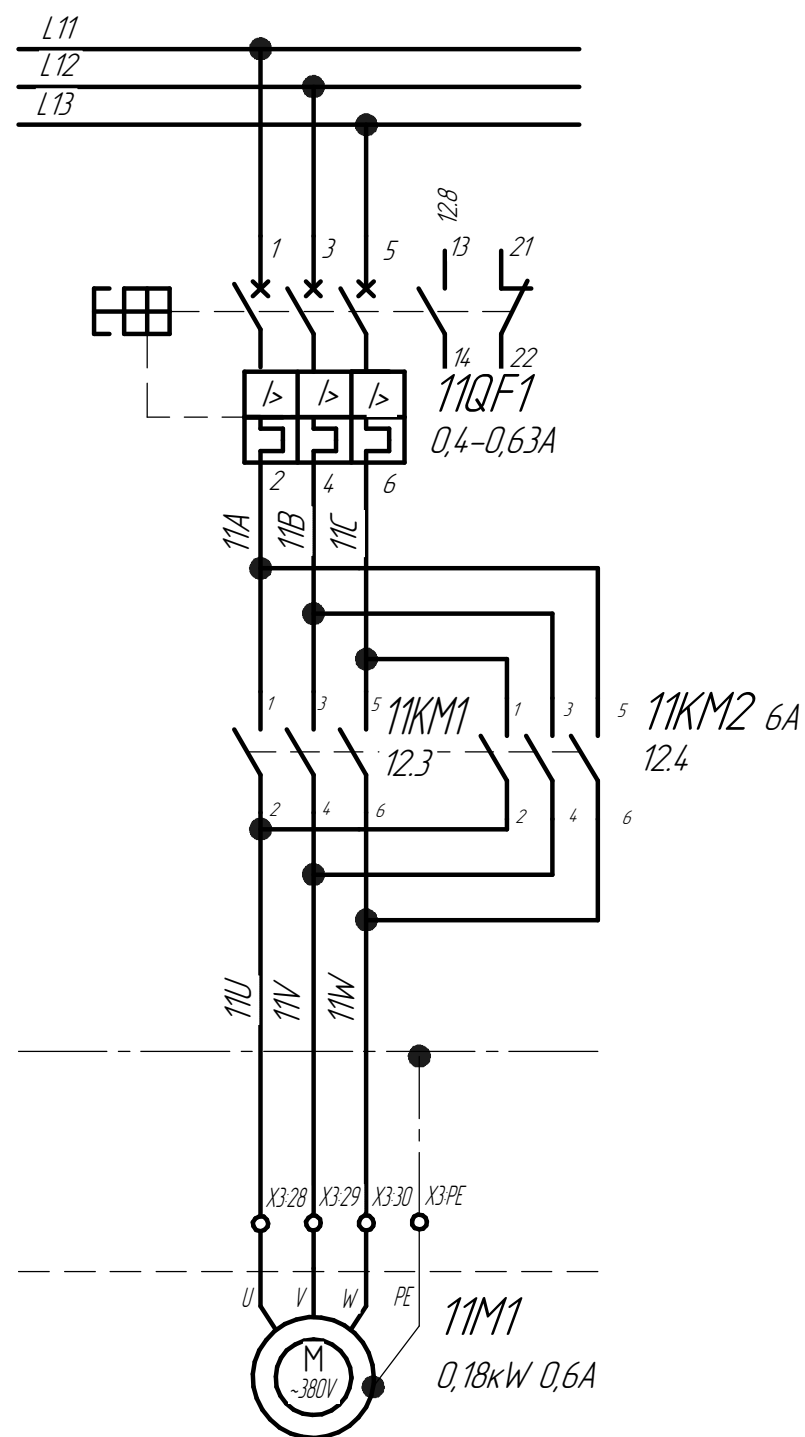 L11
L12
L13
12.8
1 3 5 13 21
14 22
I> I> I>
11QF1
0,4-0,63A
2 4 6
11A 11B 11C
1 3 5 11KM1 1 3 5 11KM2 6A
12.3 12.4
2 4 6 2 4 6
11U 11V 11W
X3:28 X3:29 X3:30 X3:PE
U V W PE
11M1
M
~380V
0,18кW 0,6A